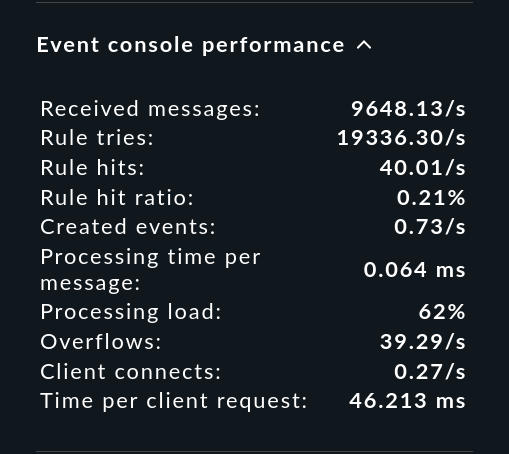 Event console performance
Received messages: 9648.13/s
Rule tries: 19336.30/s
Rule hits: 40.01/s
Rule hit ratio: 0.21%
Created events: 0.73/s
Processing time per
message: 0.064 ms
Processing load: 62%
Overflows: 39.29/s
Client connects: 0.27/s
Time per client request: 46.213 ms